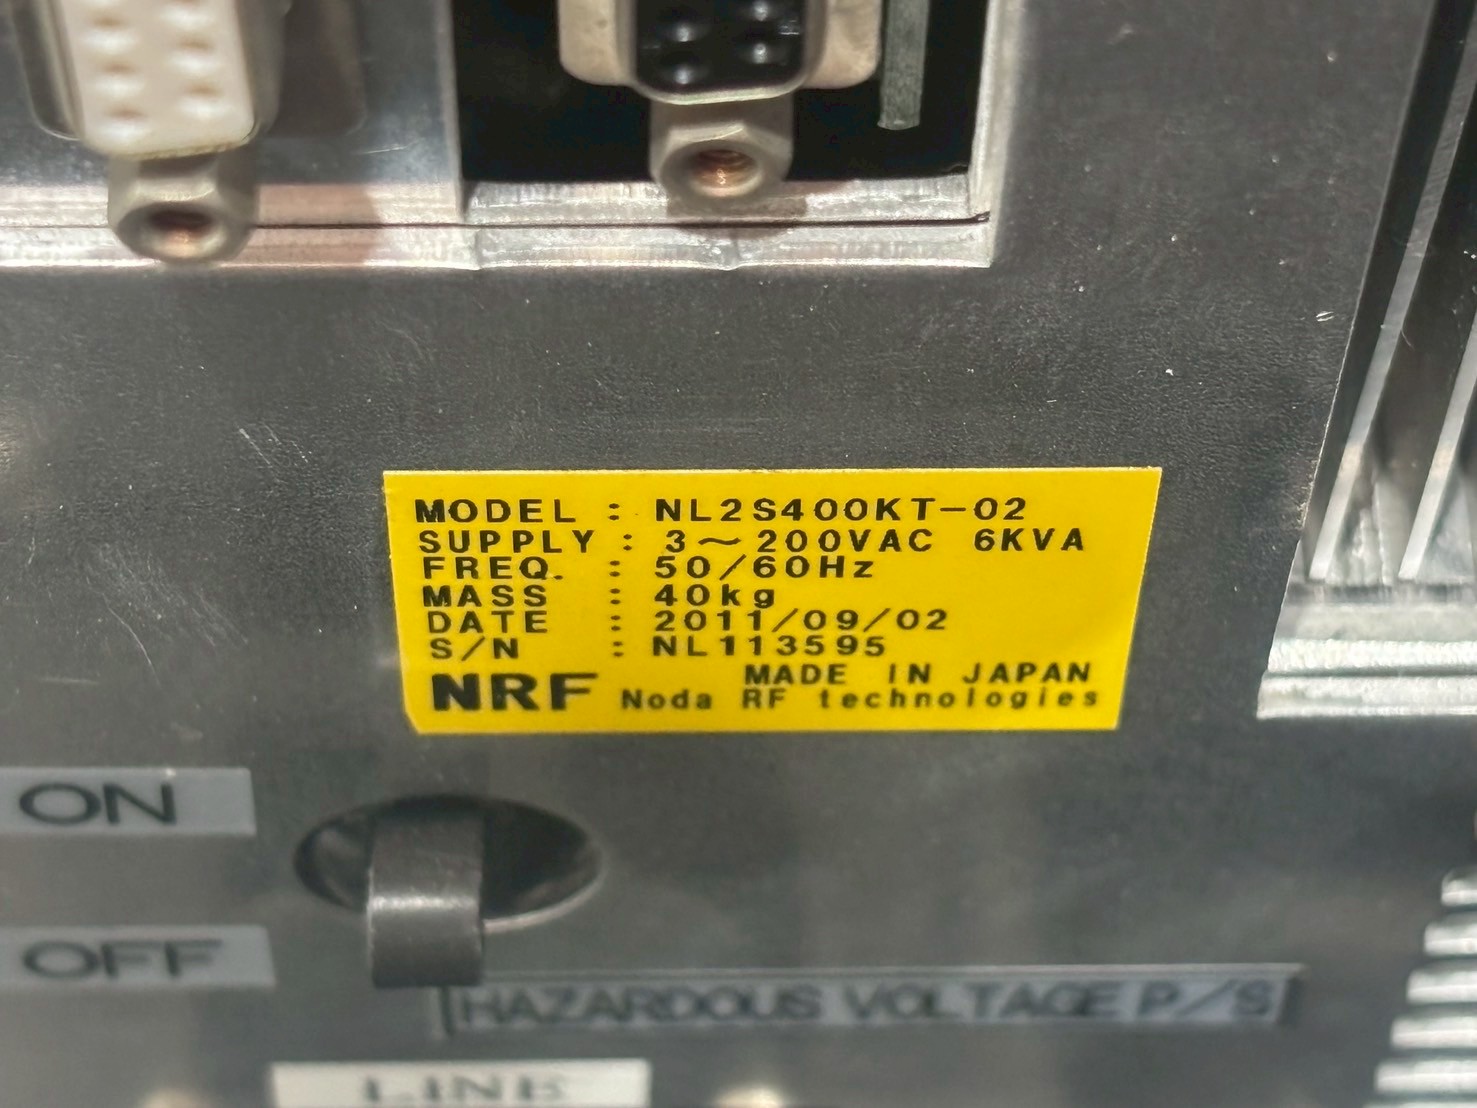 MODEL : NL2S400KT-02
SUPPLY : 3～200VAC 6KVA
FREQ. : 50/60Hz
MASS : 40kg
DATE : 2011/09/02
S/N : NL113595
MADE IN JAPAN
NRF Noda RF technologies
ON
OFF
HAZARDOUS VOLTAGE P/S
LINE